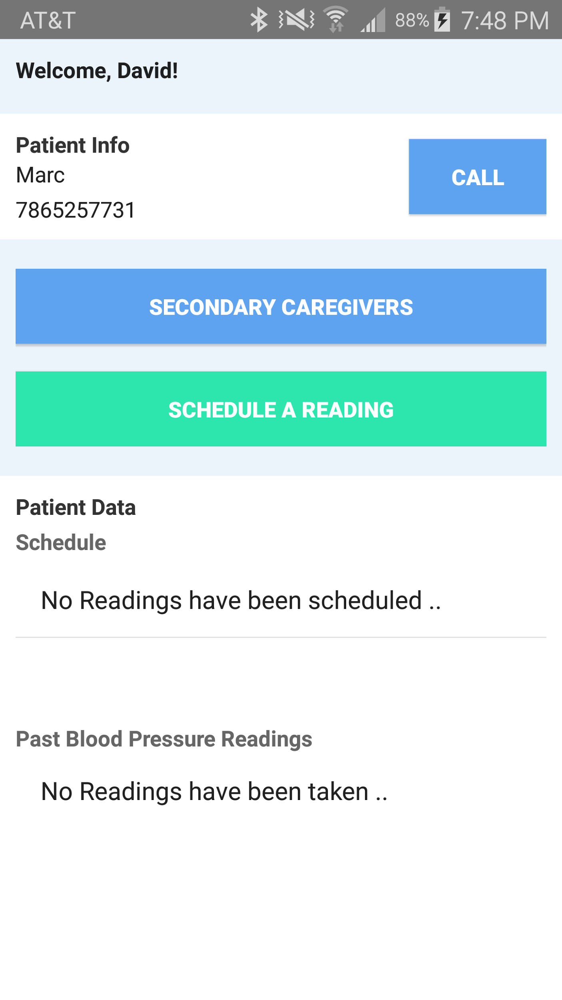 AT&T 88% 7:48 PM
Welcome, David!
Patient Info
Marc
7865257731
CALL
SECONDARY CAREGIVERS
SCHEDULE A READING
Patient Data
Schedule
No Readings have been scheduled ..
Past Blood Pressure Readings
No Readings have been taken ..